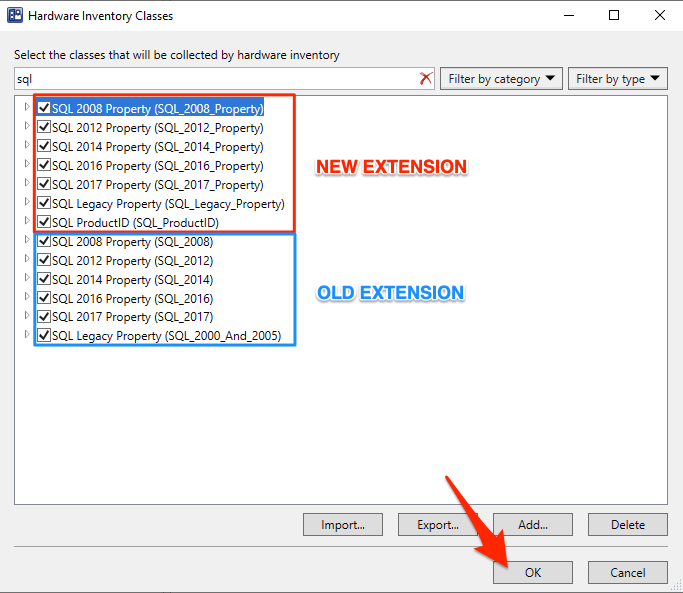 Hardware Inventory Classes
Select the classes that will be collected by hardware inventory
sql
Filter by category
Filter by type
SQL 2008 Property (SQL_2008_Property)
SQL 2012 Property (SQL_2012_Property)
SQL 2014 Property (SQL_2014_Property)
SQL 2016 Property (SQL_2016_Property)
SQL 2017 Property (SQL_2017_Property)
SQL Legacy Property (SQL_Legacy_Property)
SQL ProductID (SQL_ProductID)
NEW EXTENSION
SQL 2008 Property (SQL_2008)
SQL 2012 Property (SQL_2012)
SQL 2014 Property (SQL_2014)
SQL 2016 Property (SQL_2016)
SQL 2017 Property (SQL_2017)
SQL Legacy Property (SQL_2000_And_2005)
OLD EXTENSION
Import...
Export...
Add...
Delete
OK
Cancel